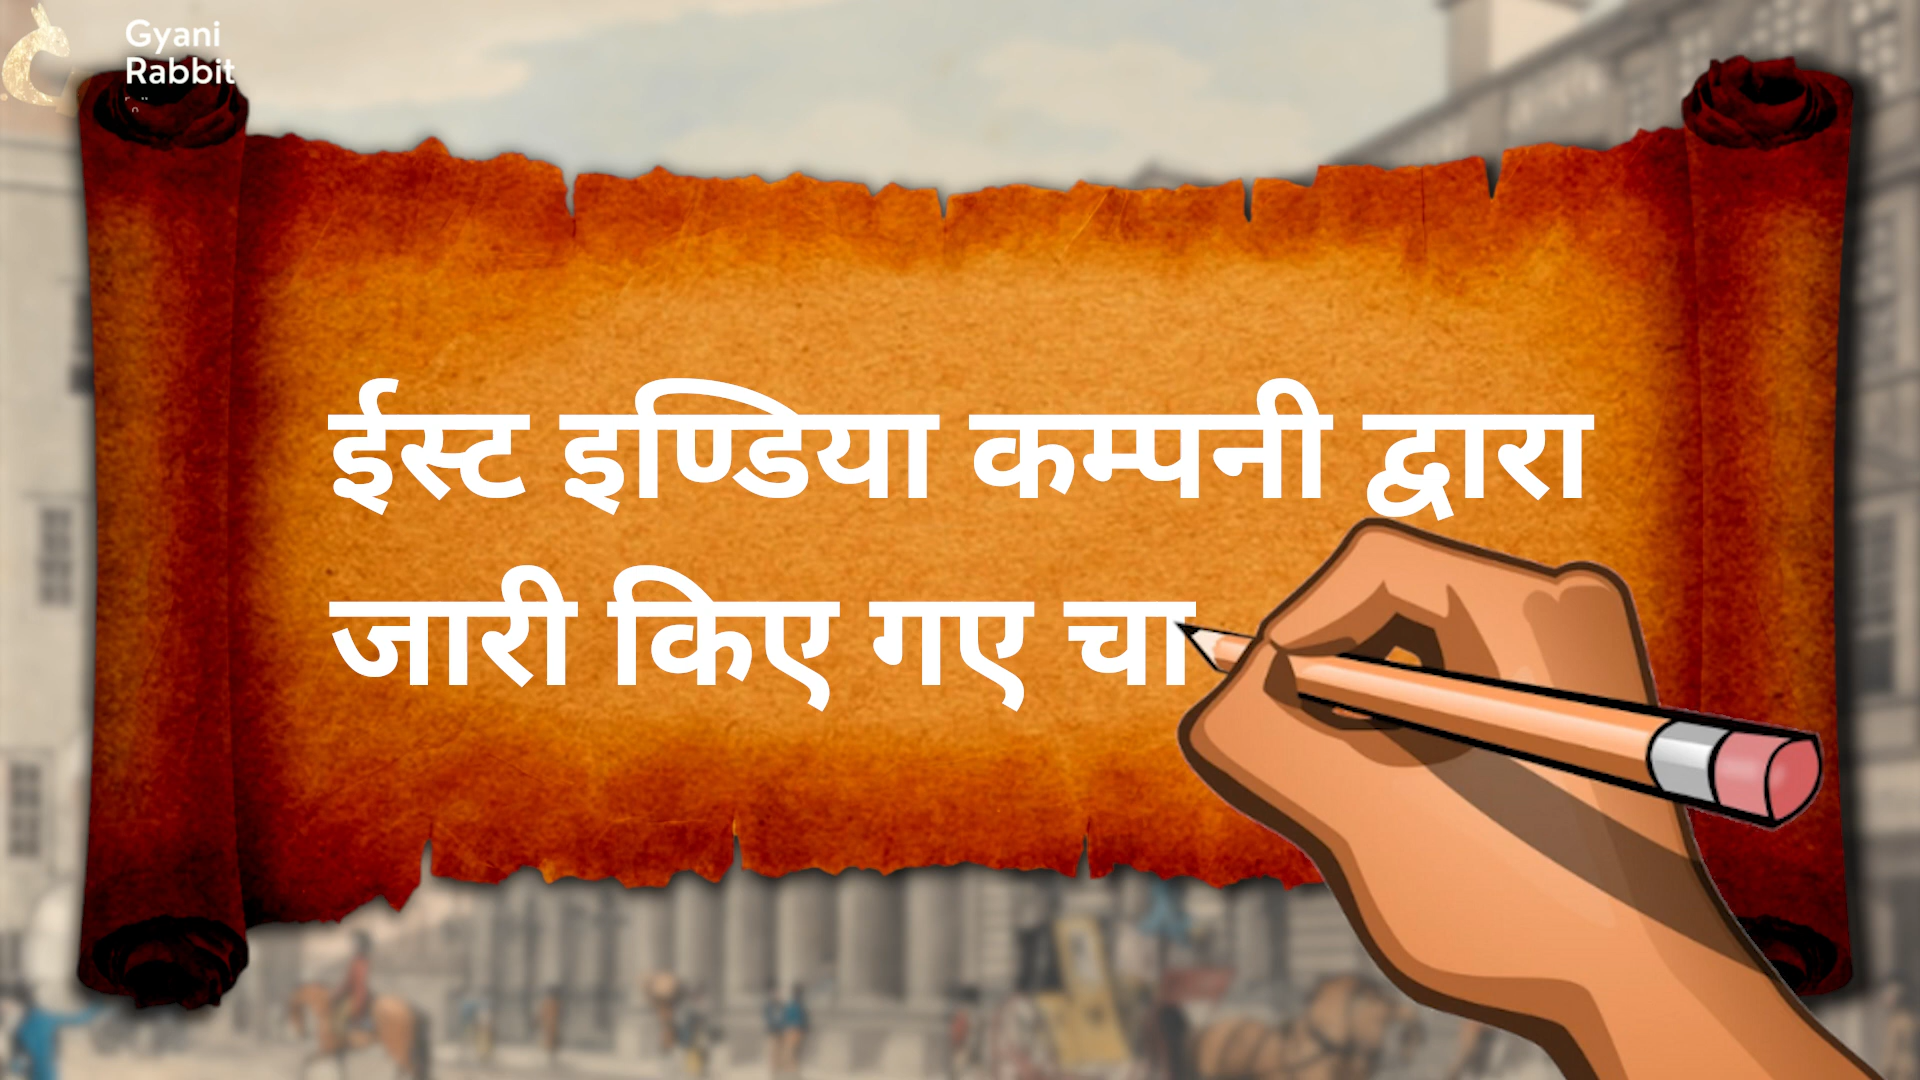 Gyani
Rabbit
ईस्ट इण्डिया कम्पनी द्वारा
जारी किए गए चा